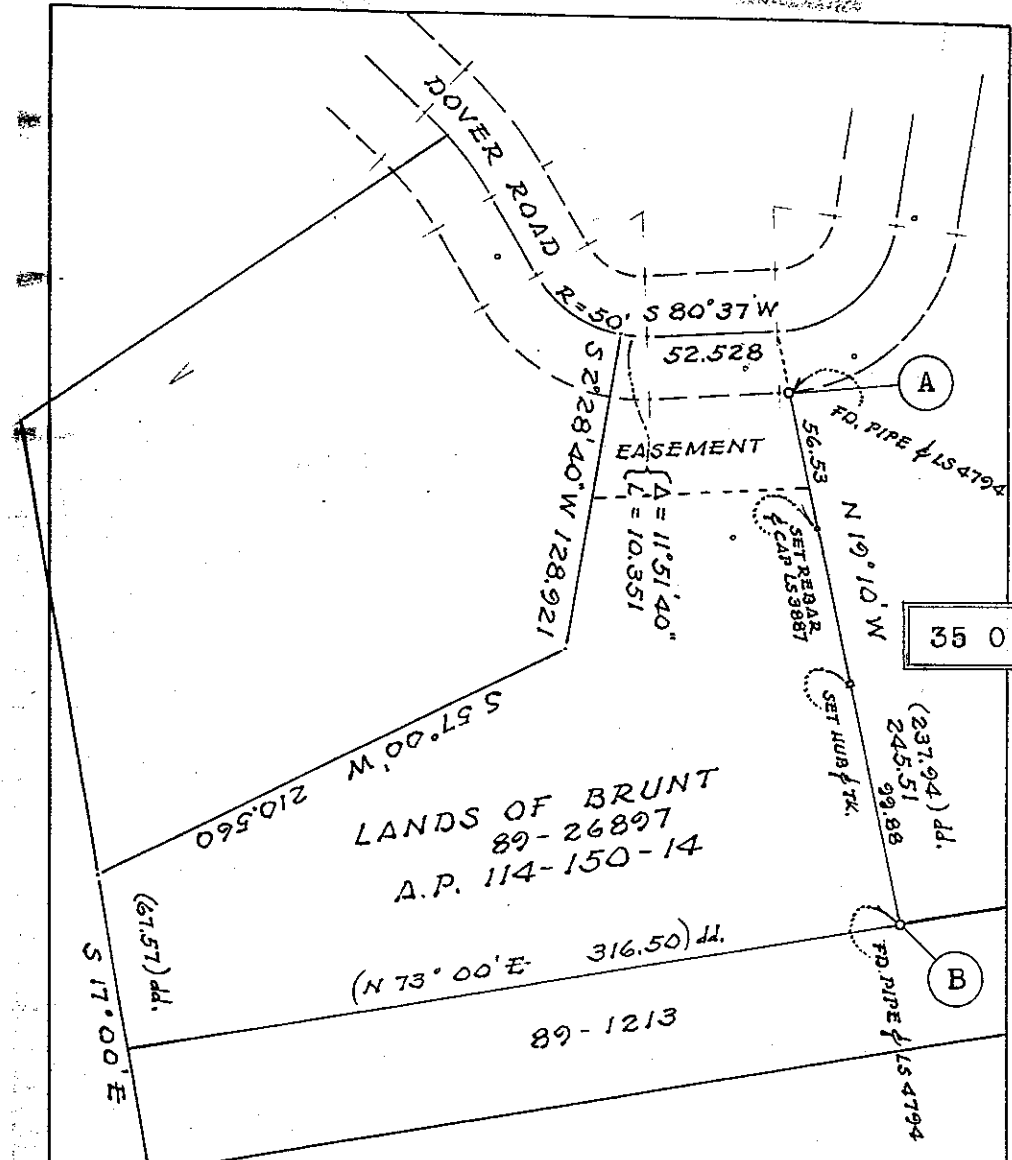 DOVER ROAD
R=50'
S 80°37'W
52.528
S 2°28'40"W 128.921
EASEMENT
Δ = 11°51'40"
L = 10.351
A
FD. PIPE & LS 4794
56.53
N 19°10'W
SET REBAR
& CAP LS 3887
35 0
SET HUB & TK.
(237.94) dd.
245.51
99.88
S 57°00'W
210.560
LANDS OF BRUNT
89-26897
A.P. 114-150-14
(67.57) dd.
S 17°00'E
(N 73°00'E 316.50) dd.
B
FD. PIPE & LS 4794
89-1213